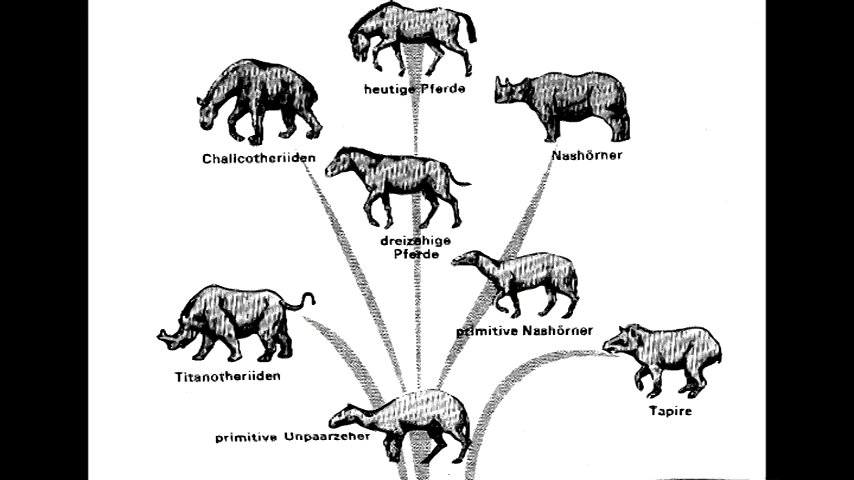 heutige Pferde
Chalicotheriiden
Nashörner
dreizehige
Pferde
primitive Nashörner
Titanotheriiden
Tapire
primitive Unpaarzeher